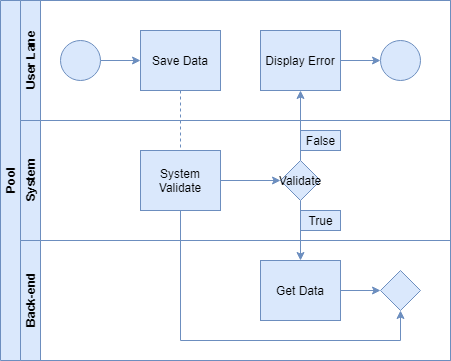 Pool
User Lane
Save Data
Display Error
System
System
Validate
Validate
False
True
Back-end
Get Data